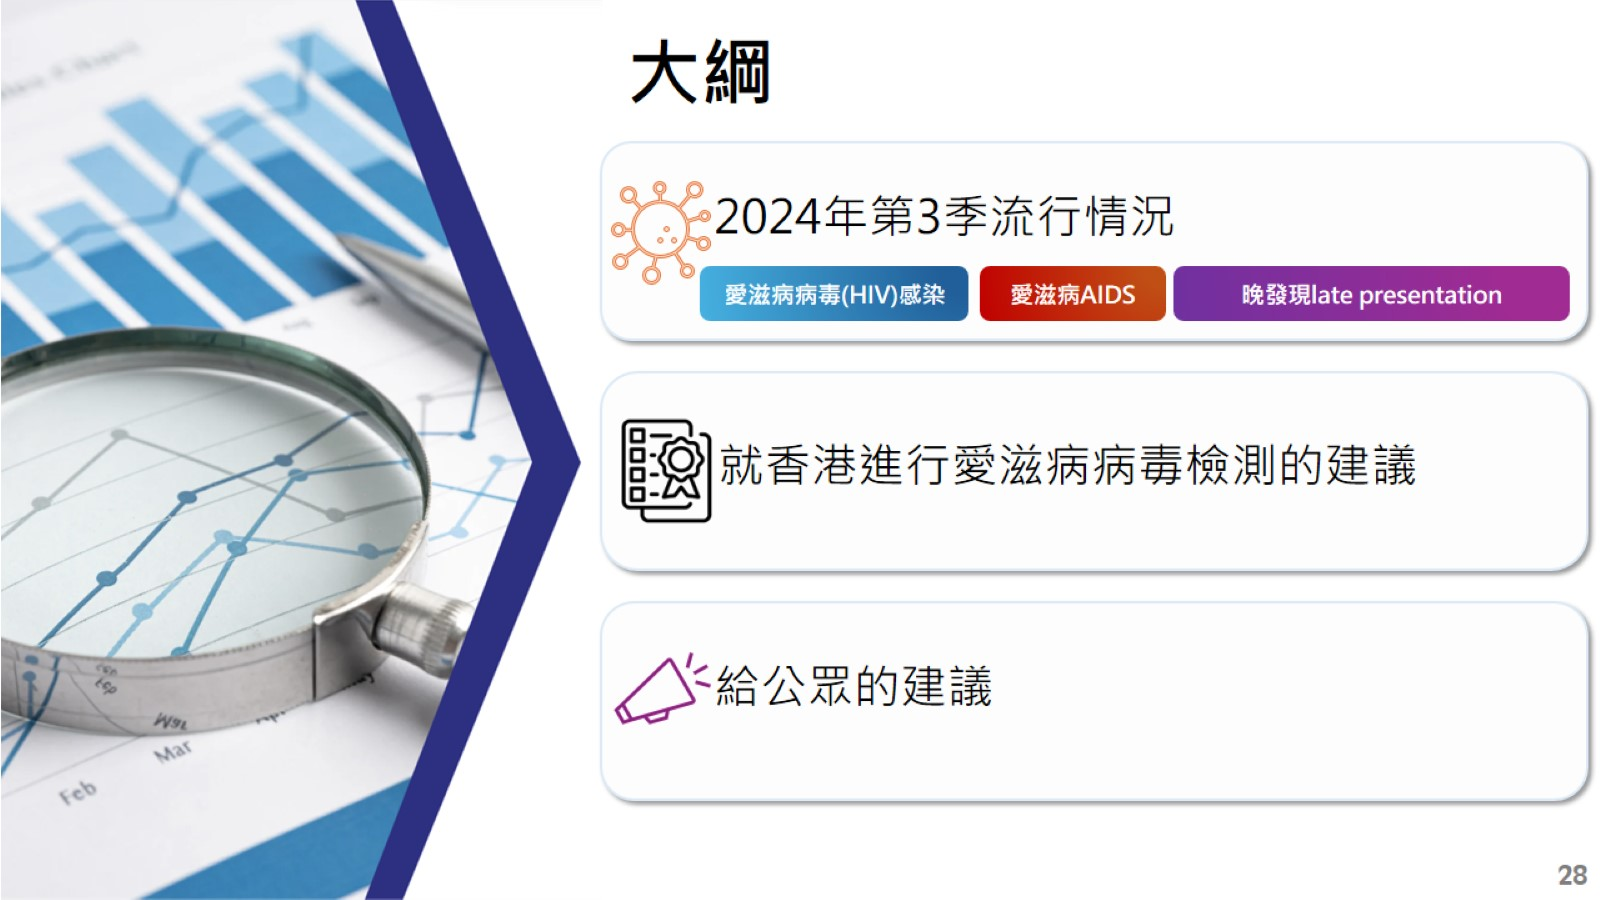 大綱
2024年第3季流行情況
愛滋病病毒(HIV)感染
愛滋病AIDS
晚發現late presentation
就香港進行愛滋病病毒檢測的建議
給公眾的建議
Mar
Mar
Feb
28